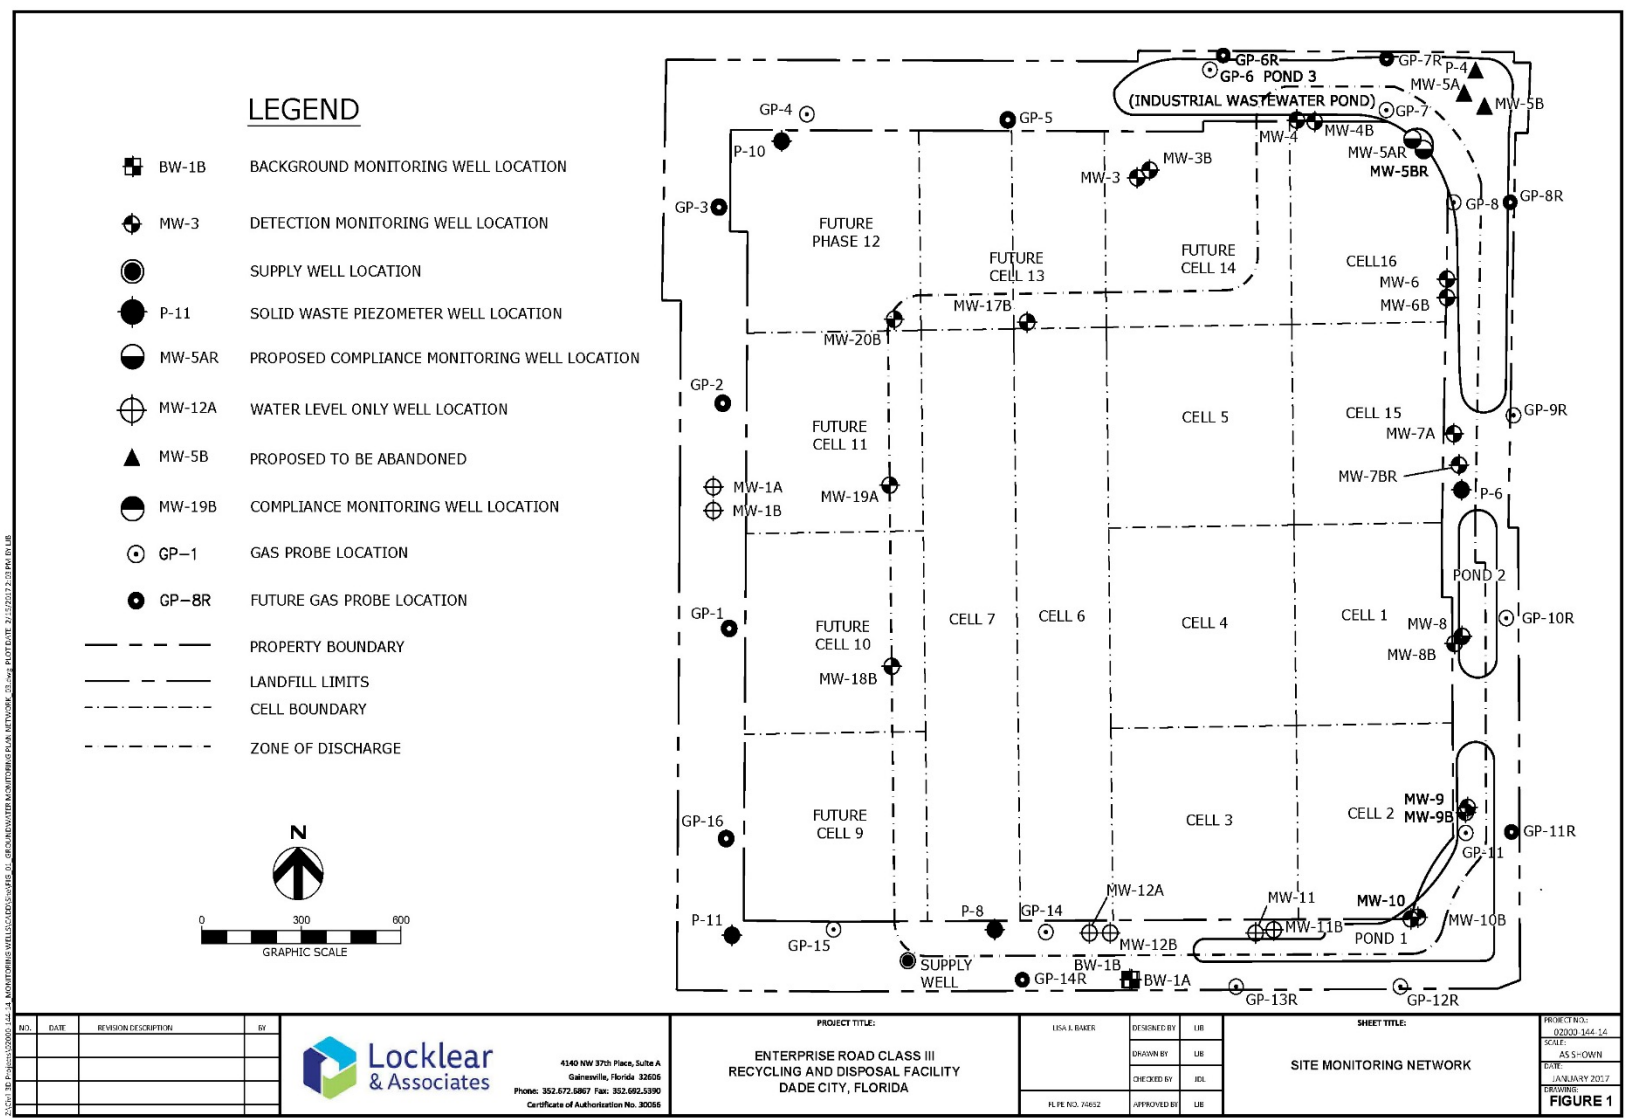 LEGEND
BW-1B BACKGROUND MONITORING WELL LOCATION
MW-3 DETECTION MONITORING WELL LOCATION
SUPPLY WELL LOCATION
P-11 SOLID WASTE PIEZOMETER WELL LOCATION
MW-5AR PROPOSED COMPLIANCE MONITORING WELL LOCATION
MW-12A WATER LEVEL ONLY WELL LOCATION
MW-5B PROPOSED TO BE ABANDONED
MW-19B COMPLIANCE MONITORING WELL LOCATION
GP-1 GAS PROBE LOCATION
GP-8R FUTURE GAS PROBE LOCATION
PROPERTY BOUNDARY
LANDFILL LIMITS
CELL BOUNDARY
ZONE OF DISCHARGE
N
0 300 600
GRAPHIC SCALE
GP-6R
GP-7R
P-4
GP-6 POND 3
MW-5A
(INDUSTRIAL WASTEWATER POND)
MW-5B
GP-4
GP-5
GP-7
MW-4
MW-4B
P-10
MW-3B
MW-5AR
MW-3
MW-5BR
GP-3
GP-8
GP-8R
FUTURE
PHASE 12
FUTURE
CELL 13
FUTURE
CELL 14
CELL16
MW-6
MW-6B
MW-17B
MW-20B
GP-2
GP-9R
FUTURE
CELL 11
CELL 5
CELL 15
MW-7A
MW-7BR
MW-1A
MW-19A
P-6
MW-1B
POND 2
GP-1
FUTURE
CELL 10
CELL 7
CELL 6
CELL 4
CELL 1
MW-8
GP-10R
MW-8B
MW-18B
GP-16
FUTURE
CELL 9
CELL 3
CELL 2
MW-9
MW-9B
GP-11R
GP-11
MW-12A
MW-11
MW-10
P-11
P-8
GP-14
MW-10B
GP-15
MW-12B
MW-11B
POND 1
SUPPLY
WELL
BW-1B
GP-14R
BW-1A
GP-13R
GP-12R
NO. DATE REVISION DESCRIPTION BY
Locklear
& Associates
4140 NW 37th Place, Suite A
Gainesville, Florida 32606
Phone: 352.672.6867 Fax: 352.692.5390
Certificate of Authorization No. 30066
PROJECT TITLE:
ENTERPRISE ROAD CLASS III
RECYCLING AND DISPOSAL FACILITY
DADE CITY, FLORIDA
LISA J. BAKER
FL PE NO. 74652
DESIGNED BY LJB
DRAWN BY LJB
CHECKED BY JDL
APPROVED BY LJB
SHEET TITLE:
SITE MONITORING NETWORK
PROJECT NO.:
02000-144-14
SCALE:
AS SHOWN
DATE:
JANUARY 2017
DRAWING:
FIGURE 1